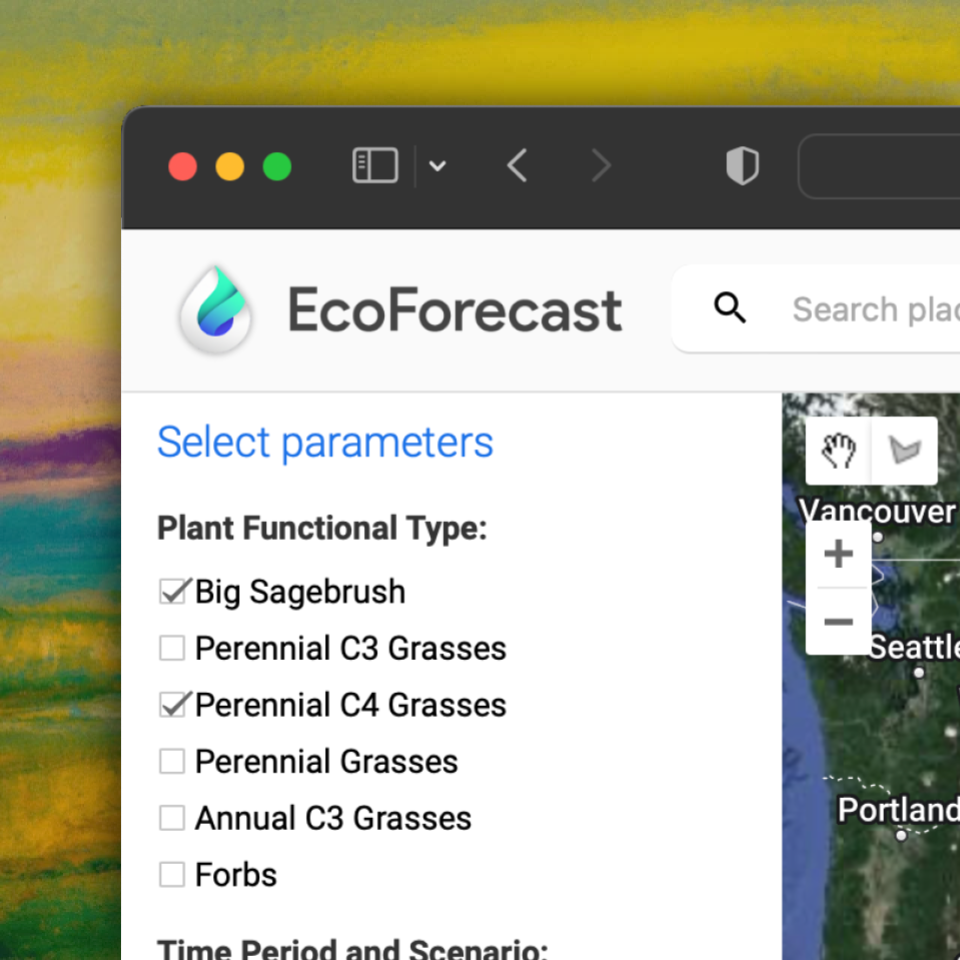 EcoForecast
Search
Select parameters
Plant Functional Type:
Big Sagebrush
Perennial C3 Grasses
Perennial C4 Grasses
Perennial Grasses
Annual C3 Grasses
Forbs
Time Period and Scenario:
Vancouver
Seattle
Portland